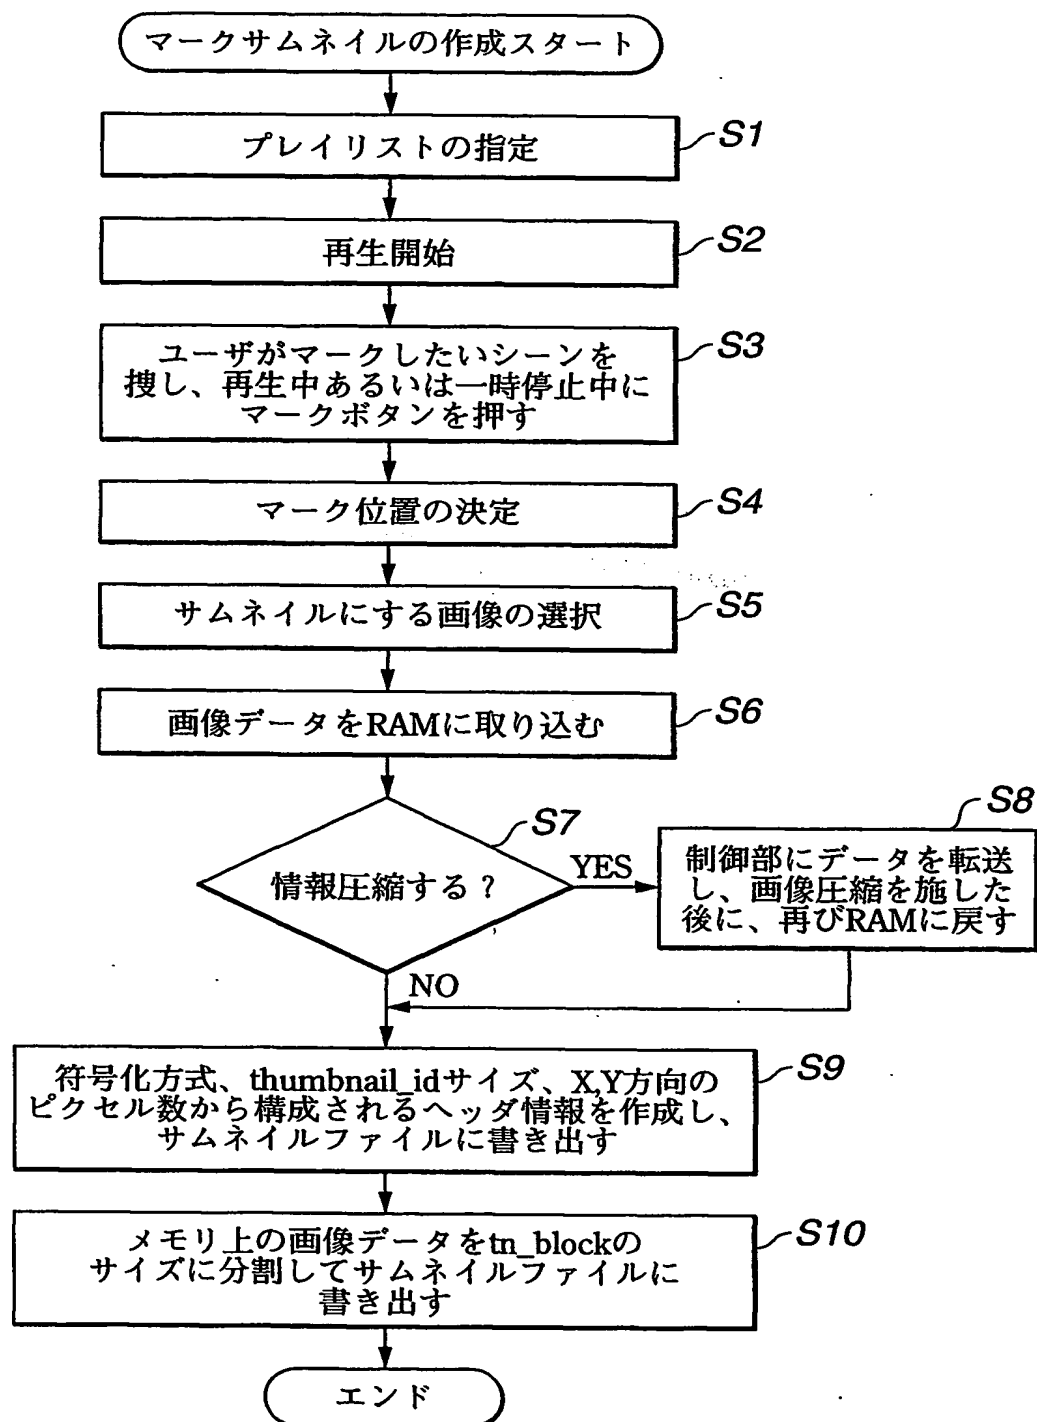 マークサムネイルの作成スタート
プレイリストの指定
S1
再生開始
S2
ユーザがマークしたいシーンを
捜し、再生中あるいは一時停止中に
マークボタンを押す
S3
マーク位置の決定
S4
サムネイルにする画像の選択
S5
画像データをRAMに取り込む
S6
情報圧縮する?
S7
YES
制御部にデータを転送
し、画像圧縮を施した
後に、再びRAMに戻す
S8
NO
符号化方式、thumbnail_idサイズ、X,Y方向の
ピクセル数から構成されるヘッダ情報を作成し、
サムネイルファイルに書き出す
S9
メモリ上の画像データをtn_blockの
サイズに分割してサムネイルファイルに
書き出す
S10
エンド